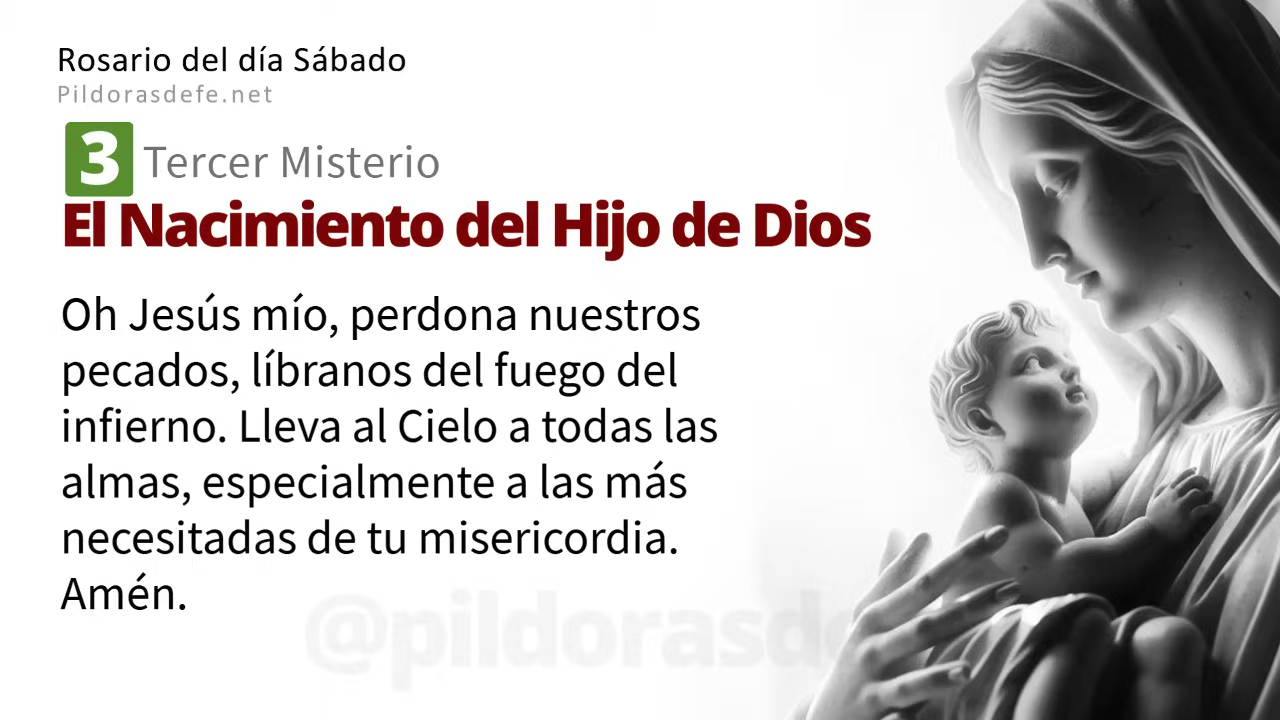 Rosario del día Sábado
Pildorasdefe.net
3 Tercer Misterio
El Nacimiento del Hijo de Dios
Oh Jesús mío, perdona nuestros
pecados, líbranos del fuego del
infierno. Lleva al Cielo a todas las
almas, especialmente a las más
necesitadas de tu misericordia.
Amén.
@pildorasde